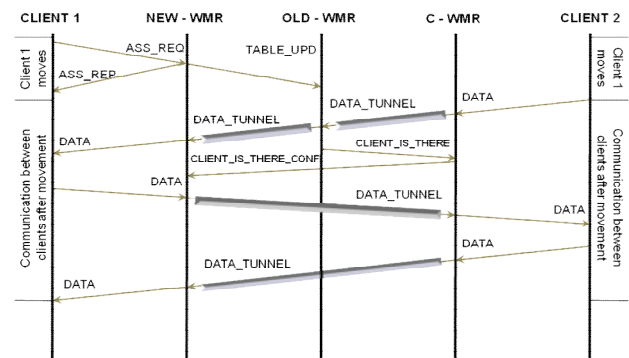 CLIENT 1 NEW - WMR OLD - WMR C - WMR CLIENT 2
ASS_REQ
TABLE_UPD
ASS_REP
Client 1
moves
Client 1
moves
DATA
DATA_TUNNEL
DATA_TUNNEL
DATA
CLIENT_IS_THERE
CLIENT_IS_THERE_CONF
DATA
DATA_TUNNEL
DATA
DATA
DATA_TUNNEL
DATA
Communication between
clients after movement
Communication between
clients after movement